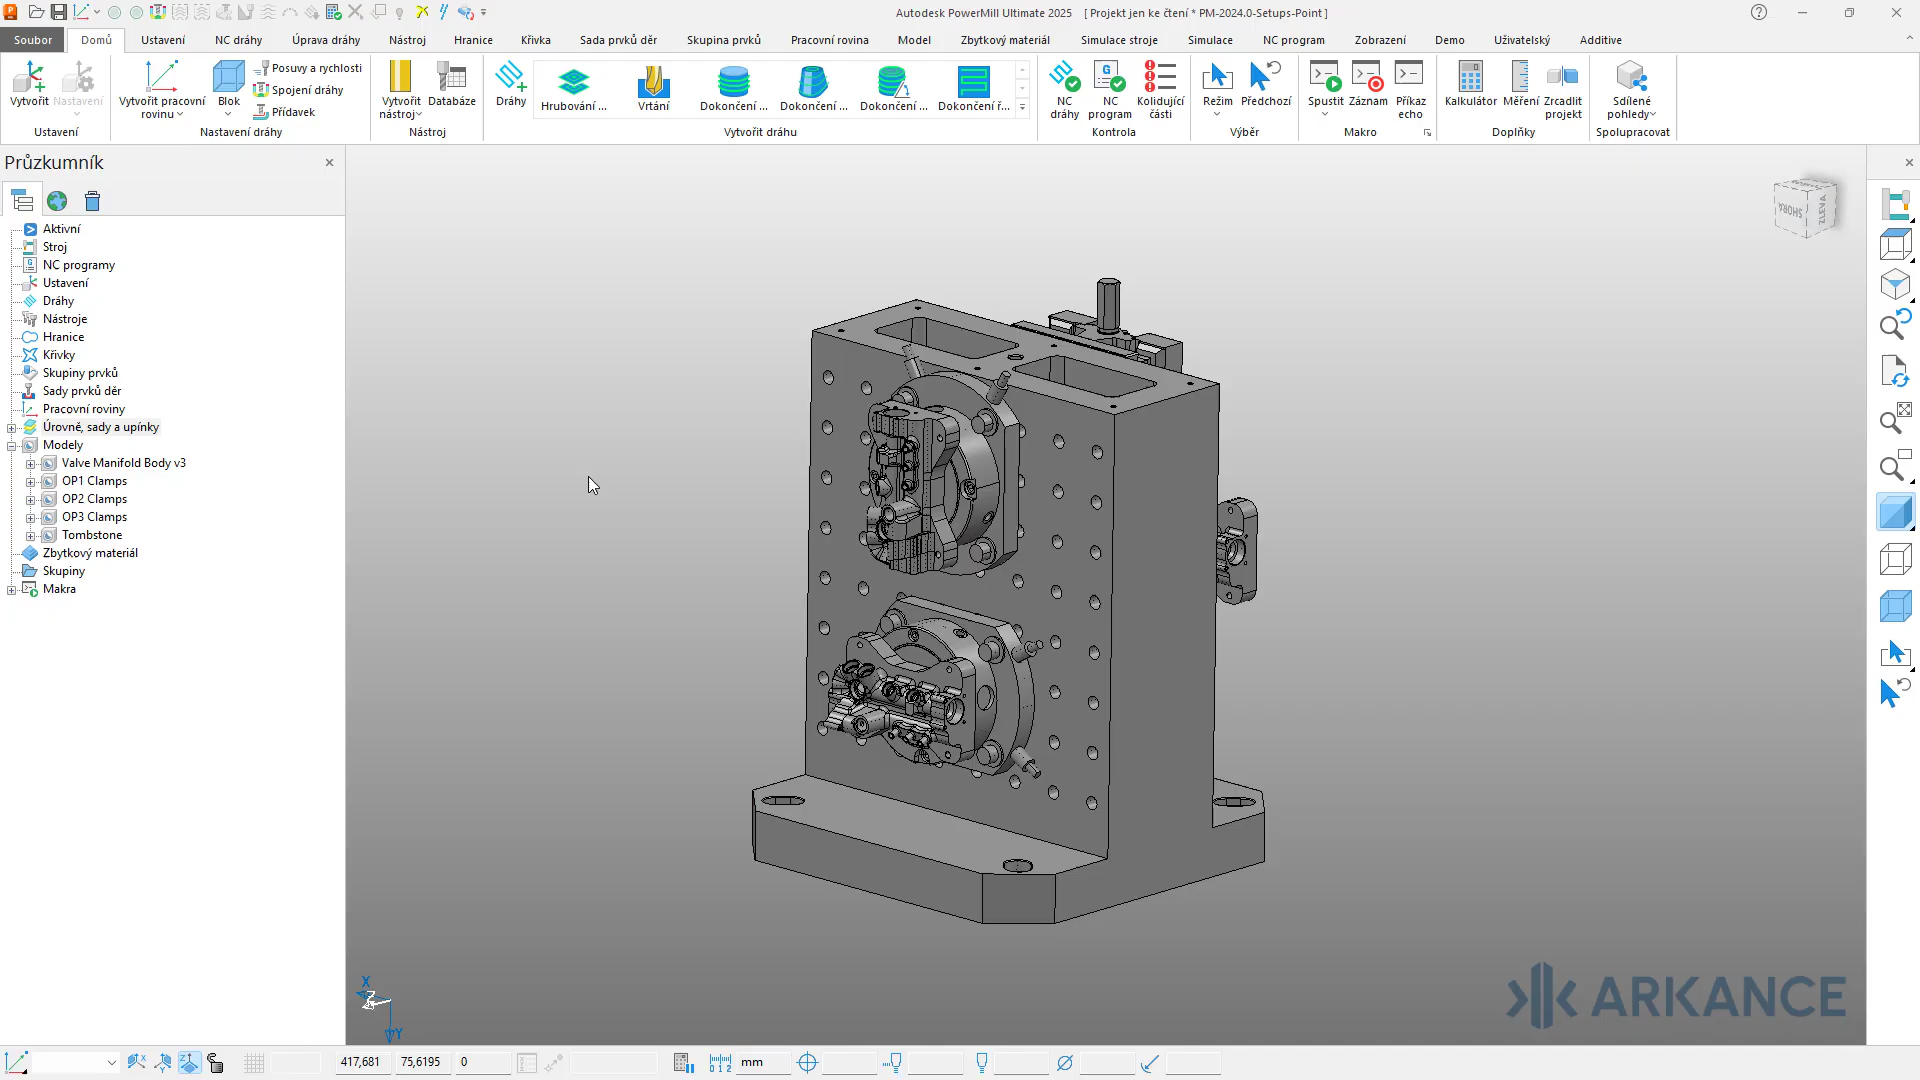 Autodesk PowerMill Ultimate 2025 [ Projekt jen ke čtení * PM-2024.0-Setups-Point ]
Soubor Domů Ustavení NC dráhy Úprava dráhy Nástroj Hranice Křivka Sada prvků děr Skupina prvků Pracovní rovina Model Zbytkový materiál Simulace stroje Simulace NC program Zobrazení Demo Uživatelský Additive
Vytvořit
Nastavení
Ustavení
Vytvořit pracovní
rovinu
Blok
Posuvy a rychlosti
Spojení dráhy
Přídavek
Nastavení dráhy
Vytvořit
nástroj
Databáze
Nástroj
Dráhy
Hrubování ...
Vrtání
Dokončení ...
Dokončení ...
Dokončení ...
Dokončení ř...
Vytvořit dráhu
NC
dráhy
NC
program
Kolidující
části
Kontrola
Režim
Předchozí
Výběr
Spustit
Záznam
Příkaz
echo
Makro
Kalkulátor
Měření
Zrcadlit
projekt
Doplňky
Sdílené
pohledy
Spolupracovat
Průzkumník
Aktivní
Stroj
NC programy
Ustavení
Dráhy
Nástroje
Hranice
Křivky
Skupiny prvků
Sady prvků děr
Pracovní roviny
Úrovně, sady a upínky
Modely
Valve Manifold Body v3
OP1 Clamps
OP2 Clamps
OP3 Clamps
Tombstone
Zbytkový materiál
Skupiny
Makra
SHORA
ZLEVA
X
Z
Y
ARKANCE
417,681 75,6195 0 mm